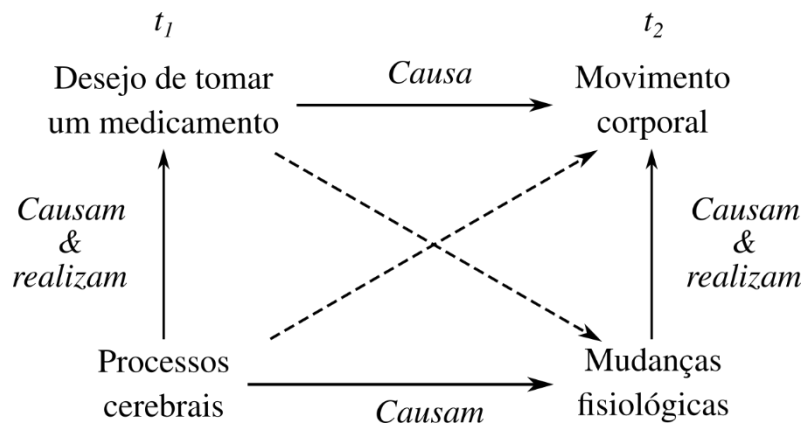 t1
t2
Desejo de tomar
um medicamento
Causa
Movimento
corporal
Causam
&
realizam
Causam
&
realizam
Processos
cerebrais
Causam
Mudanças
fisiológicas